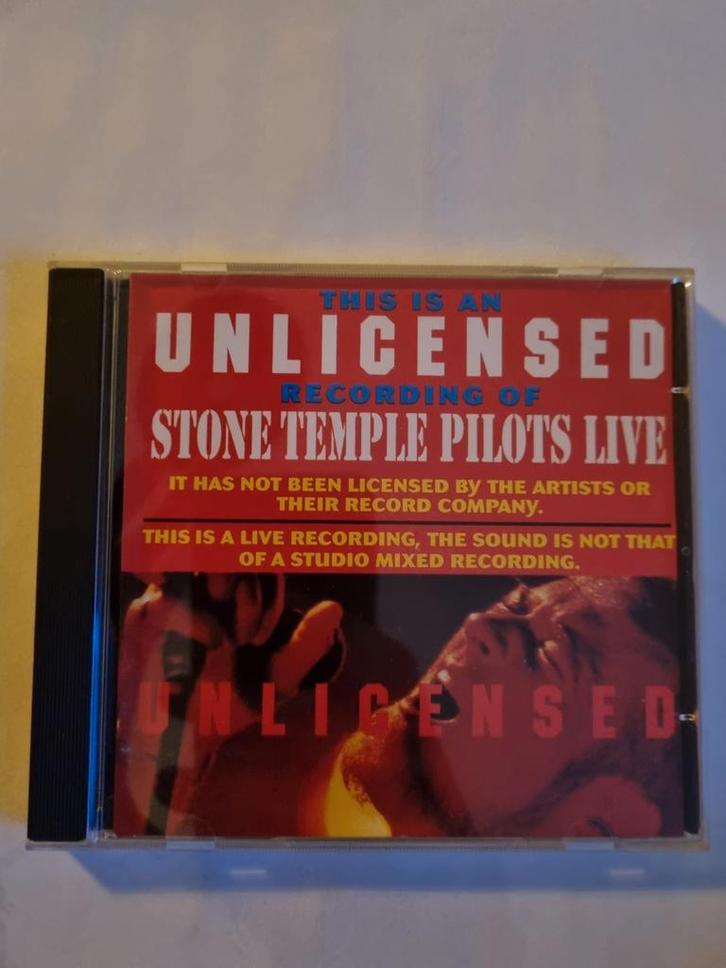 THIS IS AN
UNLICENSED
RECORDING OF
STONE TEMPLE PILOTS LIVE
IT HAS NOT BEEN LICENSED BY THE ARTISTS OR
THEIR RECORD COMPANY.
THIS IS A LIVE RECORDING, THE SOUND IS NOT THAT
OF A STUDIO MIXED RECORDING.
UNLICENSED